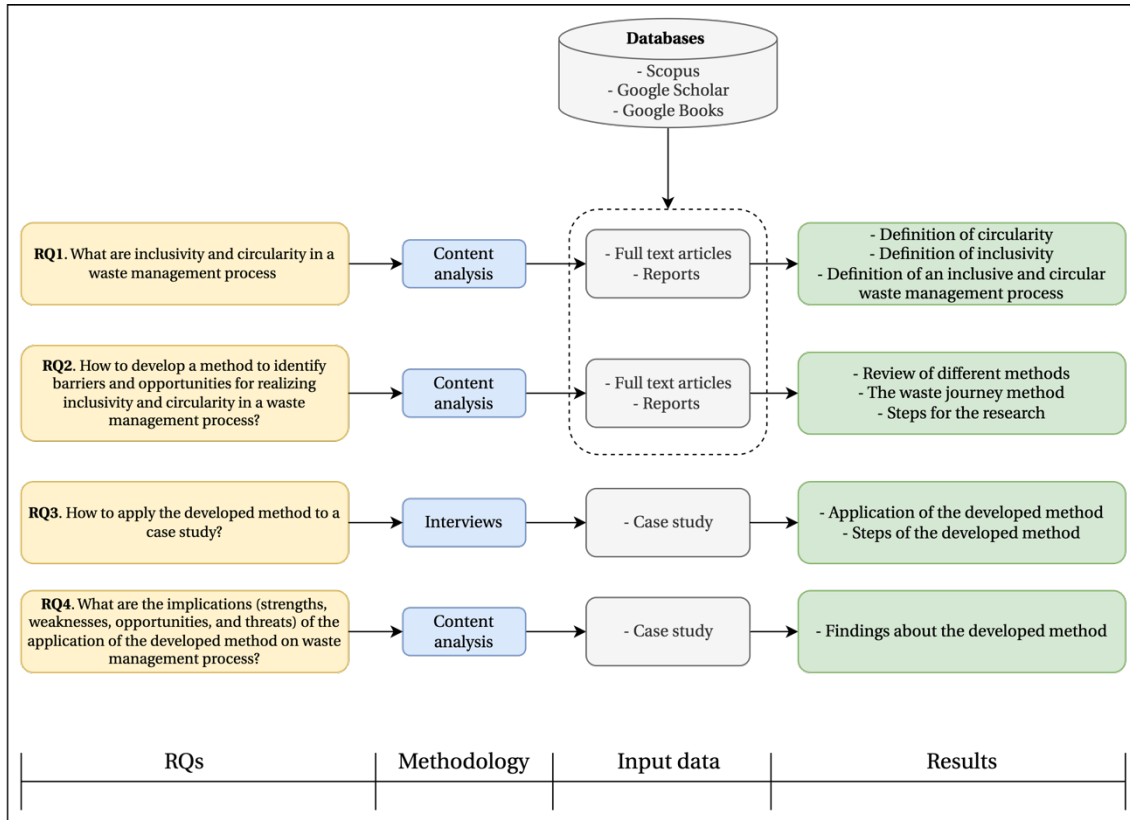 Databases
- Scopus
- Google Scholar
- Google Books
RQ1. What are inclusivity and circularity in a
waste management process
Content
analysis
- Full text articles
- Reports
- Definition of circularity
- Definition of inclusivity
- Definition of an inclusive and circular
waste management process
RQ2. How to develop a method to identify
barriers and opportunities for realizing
inclusivity and circularity in a waste
management process?
Content
analysis
- Full text articles
- Reports
- Review of different methods
- The waste journey method
- Steps for the research
RQ3. How to apply the developed method to a
case study?
Interviews
- Case study
- Application of the developed method
- Steps of the developed method
RQ4. What are the implications (strengths,
weaknesses, opportunities, and threats) of the
application of the developed method on waste
management process?
Content
analysis
- Case study
- Findings about the developed method
RQs
Methodology
Input data
Results